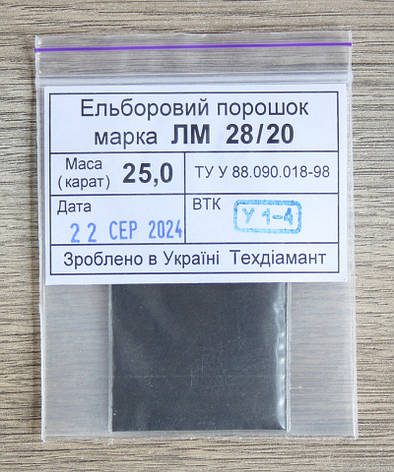 Ельборовий порошок
марка ЛМ 28/20
Маса (карат) 25,0 ТУ У 88.090.018-98
Дата ВТК
22 СЕР 2024 У 1-4
Зроблено в Україні Техдіамант